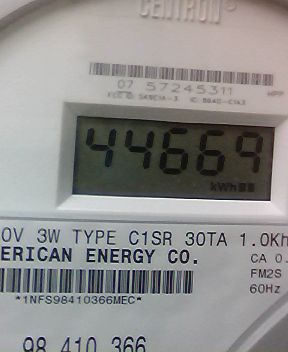 CENTRON®
07 57245311
44669
kWh
0V 3W TYPE C1SR 30TA 1.0Kh
ERICAN ENERGY CO.
CA 0.
FM2S
60Hz
*1NFS98410366MEC*
98 410 366